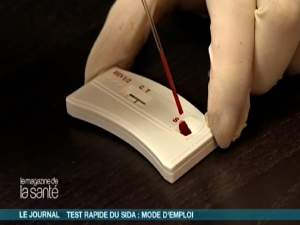 le magazine de
la santé
LE JOURNAL TEST RAPIDE DU SIDA : MODE D'EMPLOI